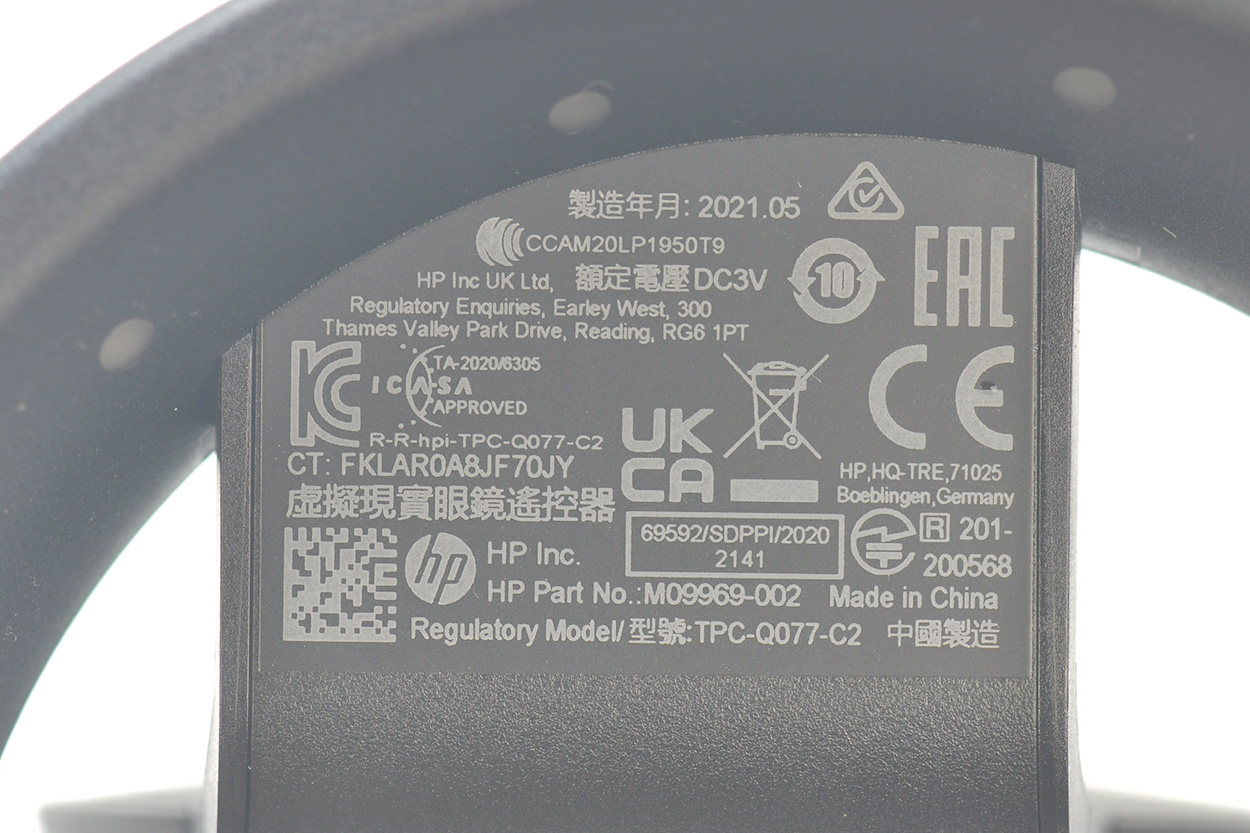 製造年月: 2021.05
CCAM20LP1950T9
HP Inc UK Ltd, 額定電壓 DC3V
Regulatory Enquiries, Earley West, 300
Thames Valley Park Drive, Reading, RG6 1PT
10
EAC
KC
TA-2020/6305
ICASA
APPROVED
R-R-hpi-TPC-Q077-C2
CT: FKLAR0A8JF70JY
UK
CA
CE
HP,HQ-TRE,71025
Boeblingen,Germany
虛擬現實眼鏡遙控器
hp
HP Inc.
69592/SDPPI/2020
2141
R 201-
200568
HP Part No.:M09969-002
Made in China
Regulatory Model/ 型號:TPC-Q077-C2
中國製造